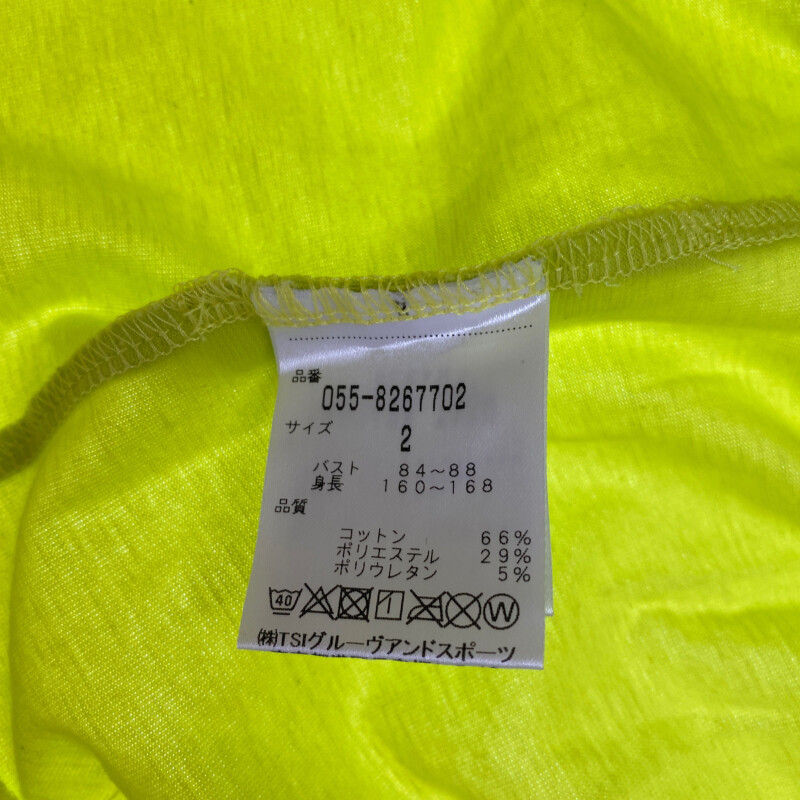 品番
055-8267702
サイズ
2
バスト 84~88
身長 160~168
品質
コットン 66%
ポリエステル 29%
ポリウレタン 5%
40 W
(株)TSIグルーヴアンドスポーツ